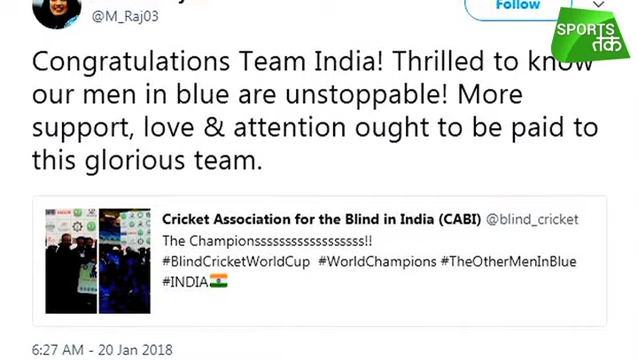 @M_Raj03
Follow
SPORTS
तक
Congratulations Team India! Thrilled to know
our men in blue are unstoppable! More
support, love & attention ought to be paid to
this glorious team.
Cricket Association for the Blind in India (CABI) @blind_cricket
The Championssssssssssssssssss!!
#BlindCricketWorldCup #WorldChampions #TheOtherMenInBlue
#INDIA🇮🇳
6:27 AM - 20 Jan 2018